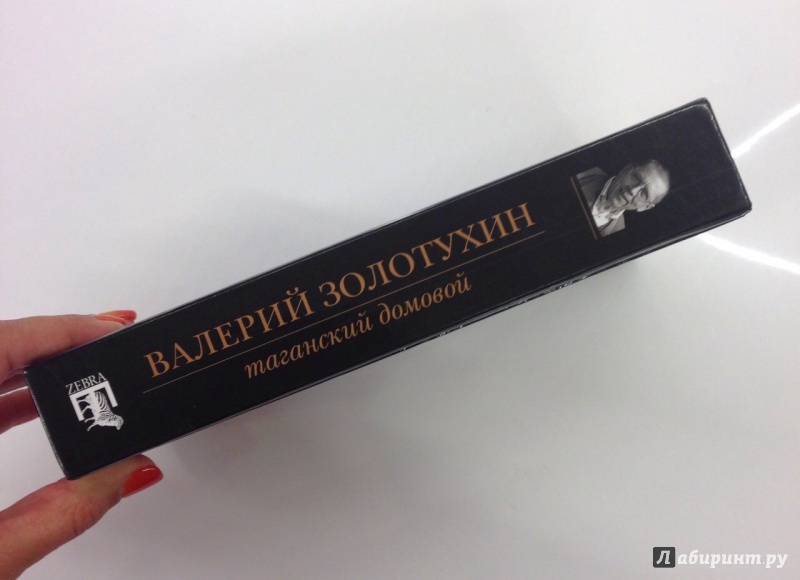 ВАЛЕРИЙ ЗОЛОТУХИН
таганский домовой
ZEBRA
E
Лабиринт.ру